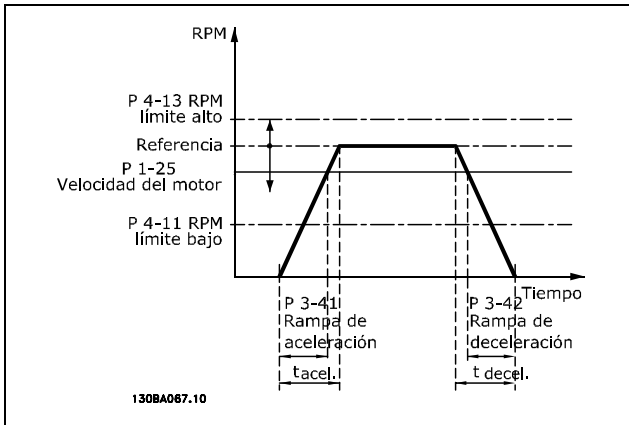 RPM
P 4-13 RPM
límite alto
Referencia
P 1-25
Velocidad del motor
P 4-11 RPM
límite bajo
Tiempo
P 3-41
Rampa de
aceleración
t acel.
P 3-42
Rampa de
deceleración
t decel.
130BA067.10